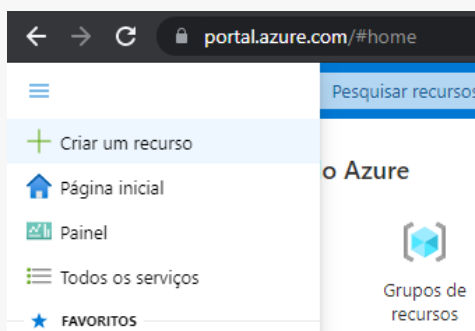 portal.azure.com/#home
Pesquisar recursos
Criar um recurso
Página inicial
Painel
Todos os serviços
FAVORITOS
o Azure
Grupos de
recursos